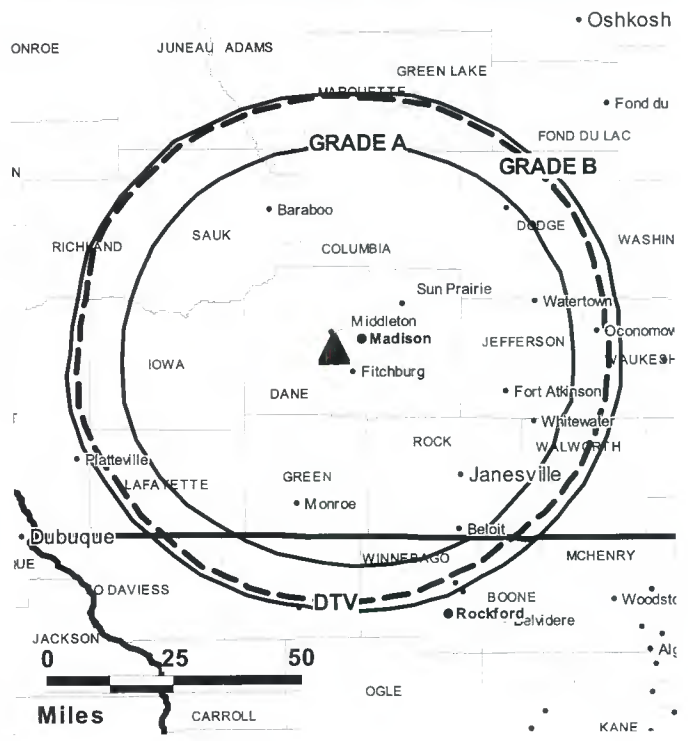 Oshkosh
ONROE
JUNEAU ADAMS
GREEN LAKE
MARQUETTE
Fond du
FOND DU LAC
GRADE A
GRADE B
N
Baraboo
DODGE
SAUK
RICHLAND
COLUMBIA
WASHIN
Sun Prairie
Watertown
Middleton
Oconomow
Madison
JEFFERSON
WAUKESH
IOWA
Fitchburg
DANE
Fort Atkinson
Whitewater
ROCK
WALWORTH
Platteville
Janesville
GREEN
LAFAYETTE
Monroe
Beloit
Dubuque
WINNEBAGO
MCHENRY
UE
O DAVIESS
BOONE
Woodsto
DTV
Rockford
elvidere
JACKSON
Alg
0 25 50
OGLE
Miles
CARROLL
KANE